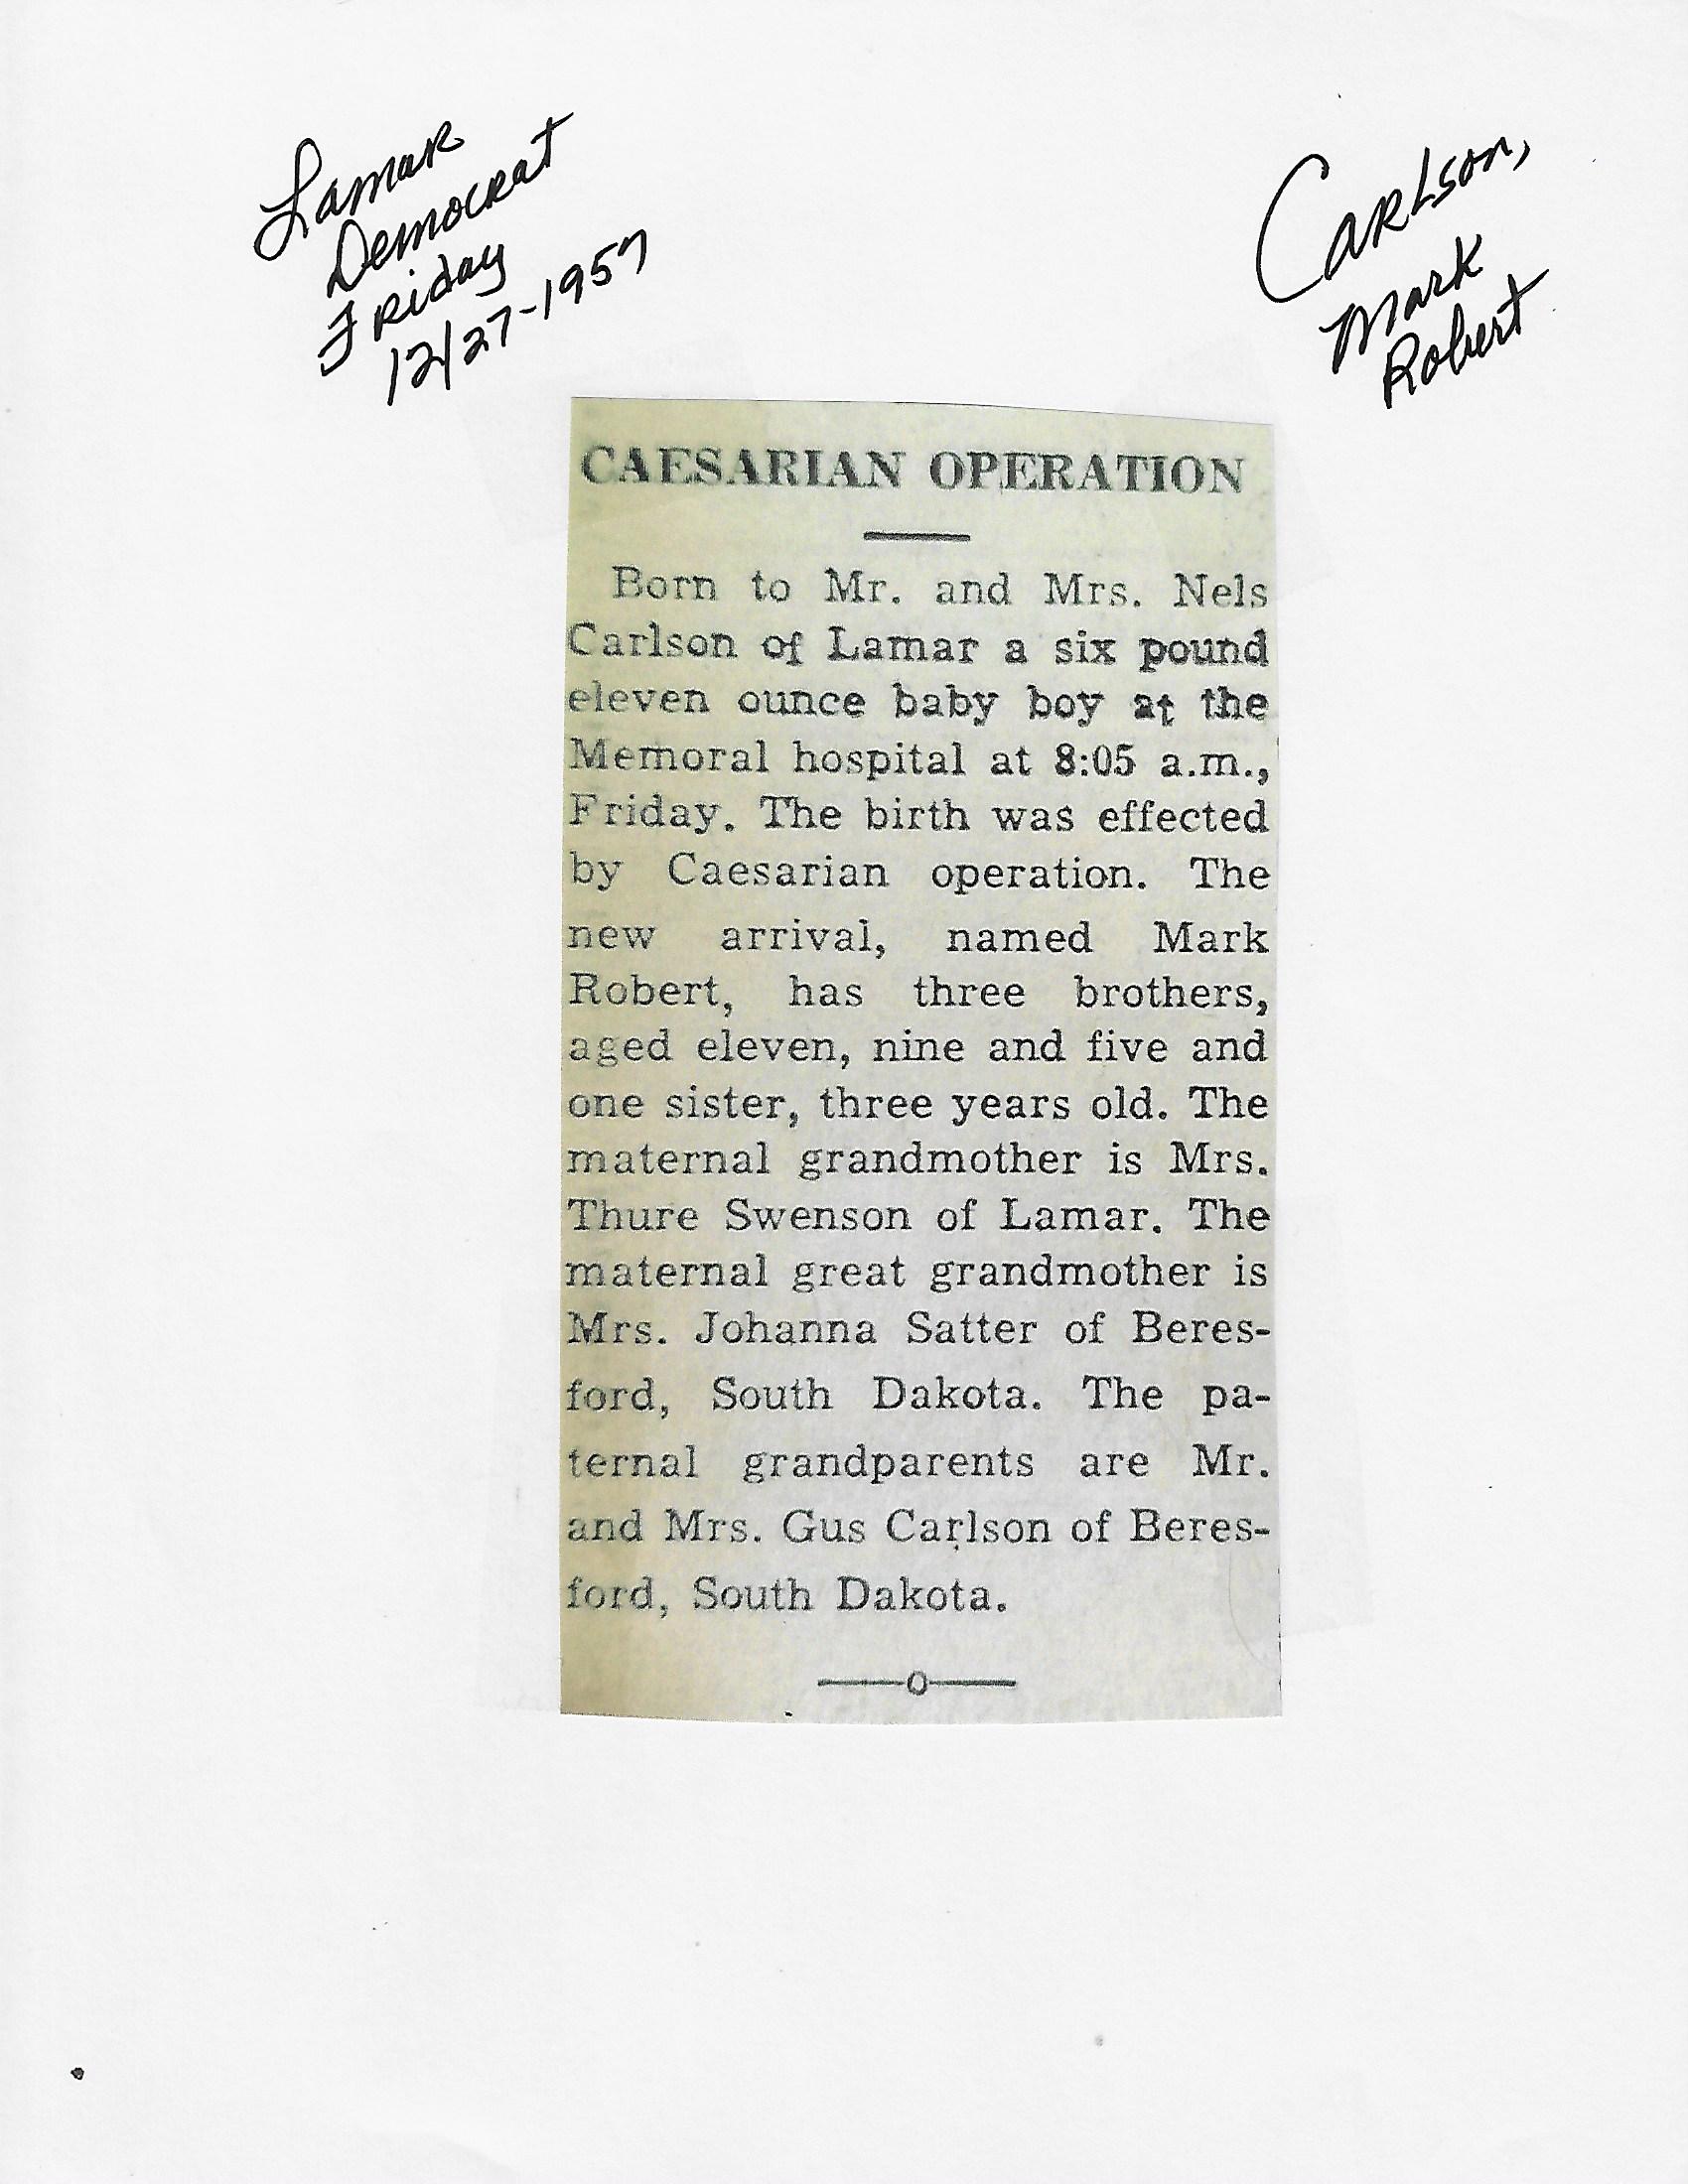 Lamar
Democrat
Friday
12/27-1957
Carlson,
Mark
Robert
CAESARIAN OPERATION
Born to Mr. and Mrs. Nels
Carlson of Lamar a six pound
eleven ounce baby boy at the
Memoral hospital at 8:05 a.m.,
Friday. The birth was effected
by Caesarian operation. The
new arrival, named Mark
Robert, has three brothers,
aged eleven, nine and five and
one sister, three years old. The
maternal grandmother is Mrs.
Thure Swenson of Lamar. The
maternal great grandmother is
Mrs. Johanna Satter of Beres-
ford, South Dakota. The pa-
ternal grandparents are Mr.
and Mrs. Gus Carlson of Beres-
ford, South Dakota.